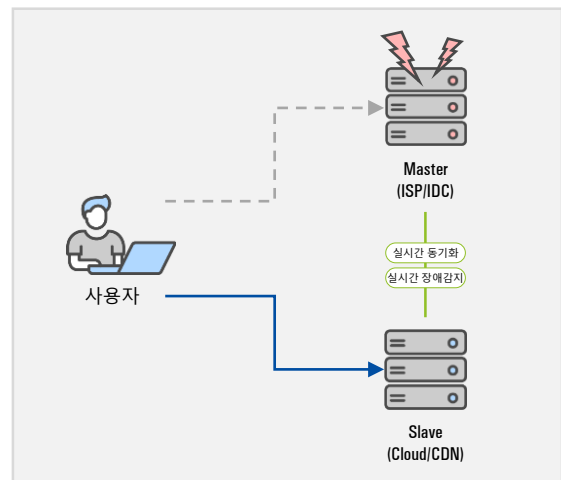 Master
(ISP/IDC)
실시간 동기화
실시간 장애감지
사용자
Slave
(Cloud/CDN)